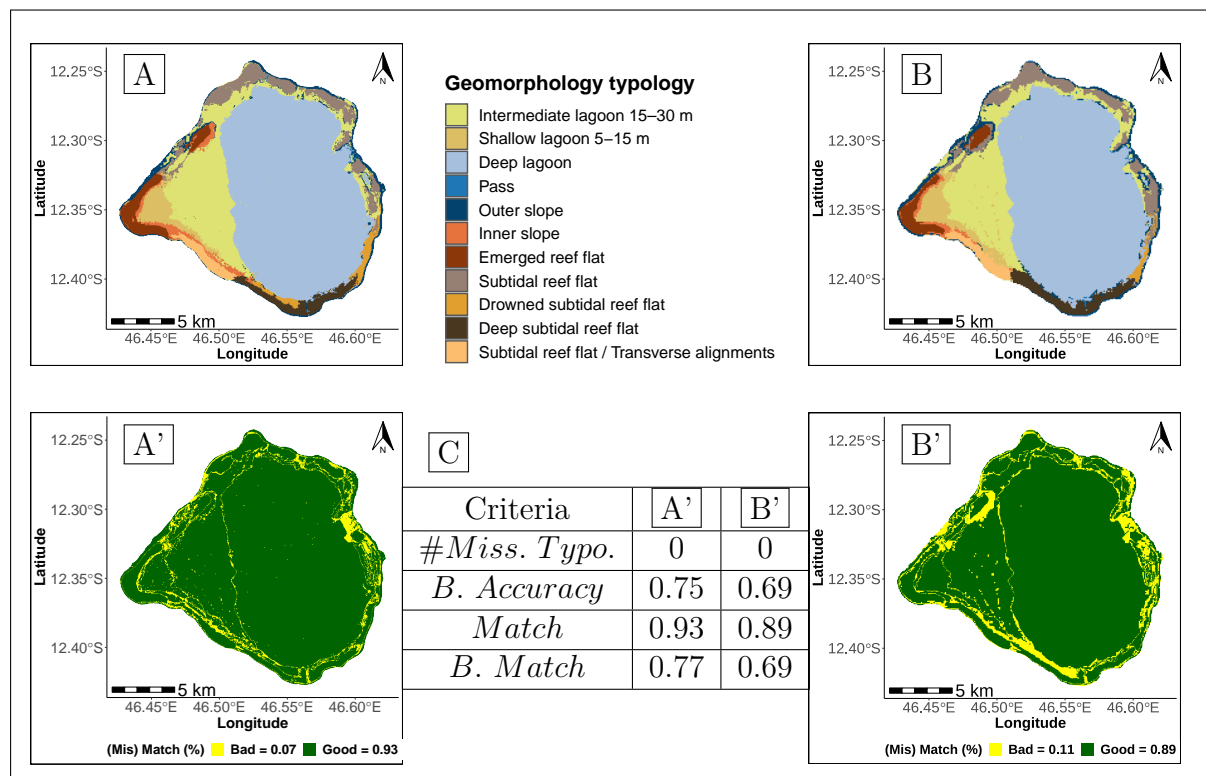 A
N
12.25°S
12.30°S
12.35°S
12.40°S
Latitude
5 km
46.45°E 46.50°E 46.55°E 46.60°E
Longitude
Geomorphology typology
Intermediate lagoon 15–30 m
Shallow lagoon 5–15 m
Deep lagoon
Pass
Outer slope
Inner slope
Emerged reef flat
Subtidal reef flat
Drowned subtidal reef flat
Deep subtidal reef flat
Subtidal reef flat / Transverse alignments
B
N
12.25°S
12.30°S
12.35°S
12.40°S
Latitude
5 km
46.45°E 46.50°E 46.55°E 46.60°E
Longitude
A'
N
12.25°S
12.30°S
12.35°S
12.40°S
Latitude
5 km
46.45°E 46.50°E 46.55°E 46.60°E
Longitude
(Mis) Match (%) Bad = 0.07 Good = 0.93
C
Criteria A' B'
#Miss. Typo. 0 0
B. Accuracy 0.75 0.69
Match 0.93 0.89
B. Match 0.77 0.69
B'
N
12.25°S
12.30°S
12.35°S
12.40°S
Latitude
5 km
46.45°E 46.50°E 46.55°E 46.60°E
Longitude
(Mis) Match (%) Bad = 0.11 Good = 0.89